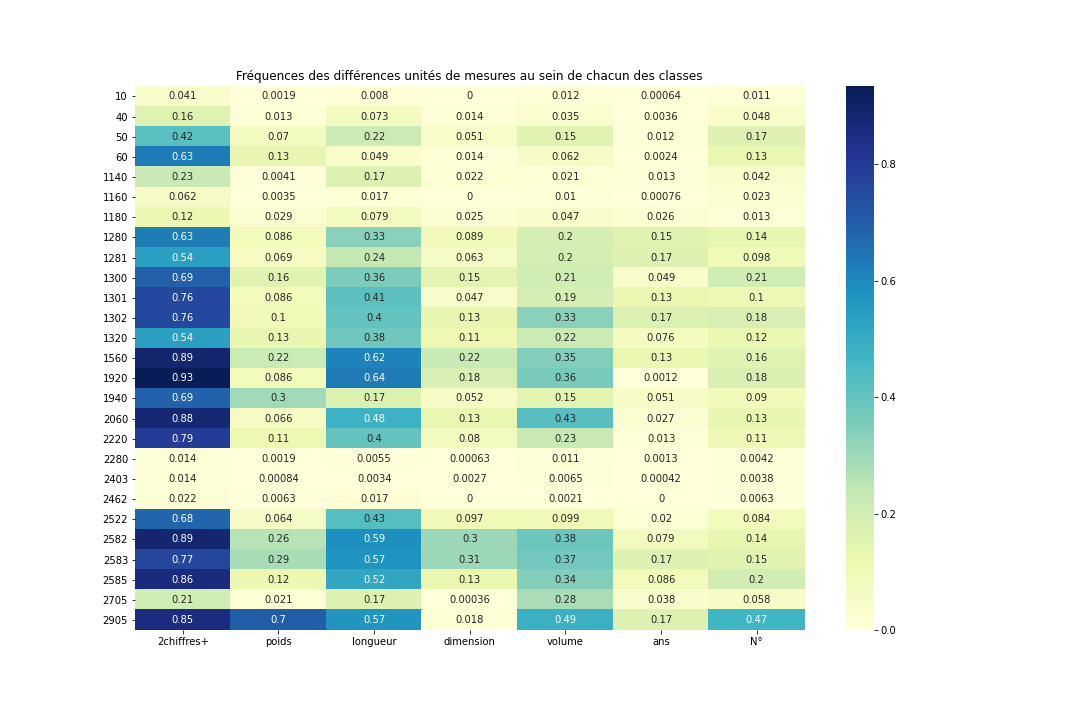 Fréquences des différences unités de mesures au sein de chacun des classes
10 0.041 0.0019 0.008 0 0.012 0.00064 0.011
40 0.16 0.013 0.073 0.014 0.035 0.0036 0.048
50 0.42 0.07 0.22 0.051 0.15 0.012 0.17
60 0.63 0.13 0.049 0.014 0.062 0.0024 0.13
1140 0.23 0.0041 0.17 0.022 0.021 0.013 0.042
1160 0.062 0.0035 0.017 0 0.01 0.00076 0.023
1180 0.12 0.029 0.079 0.025 0.047 0.026 0.013
1280 0.63 0.086 0.33 0.089 0.2 0.15 0.14
1281 0.54 0.069 0.24 0.063 0.2 0.17 0.098
1300 0.69 0.16 0.36 0.15 0.21 0.049 0.21
1301 0.76 0.086 0.41 0.047 0.19 0.13 0.1
1302 0.76 0.1 0.4 0.13 0.33 0.17 0.18
1320 0.54 0.13 0.38 0.11 0.22 0.076 0.12
1560 0.89 0.22 0.62 0.22 0.35 0.13 0.16
1920 0.93 0.086 0.64 0.18 0.36 0.0012 0.18
1940 0.69 0.3 0.17 0.052 0.15 0.051 0.09
2060 0.88 0.066 0.48 0.13 0.43 0.027 0.13
2220 0.79 0.11 0.4 0.08 0.23 0.013 0.11
2280 0.014 0.0019 0.0055 0.00063 0.011 0.0013 0.0042
2403 0.014 0.00084 0.0034 0.0027 0.0065 0.00042 0.0038
2462 0.022 0.0063 0.017 0 0.0021 0 0.0063
2522 0.68 0.064 0.43 0.097 0.099 0.02 0.084
2582 0.89 0.26 0.59 0.3 0.38 0.079 0.14
2583 0.77 0.29 0.57 0.31 0.37 0.17 0.15
2585 0.86 0.12 0.52 0.13 0.34 0.086 0.2
2705 0.21 0.021 0.17 0.00036 0.28 0.038 0.058
2905 0.85 0.7 0.57 0.018 0.49 0.17 0.47
2chiffres+ poids longueur dimension volume ans N°
0.8
0.6
0.4
0.2
0.0